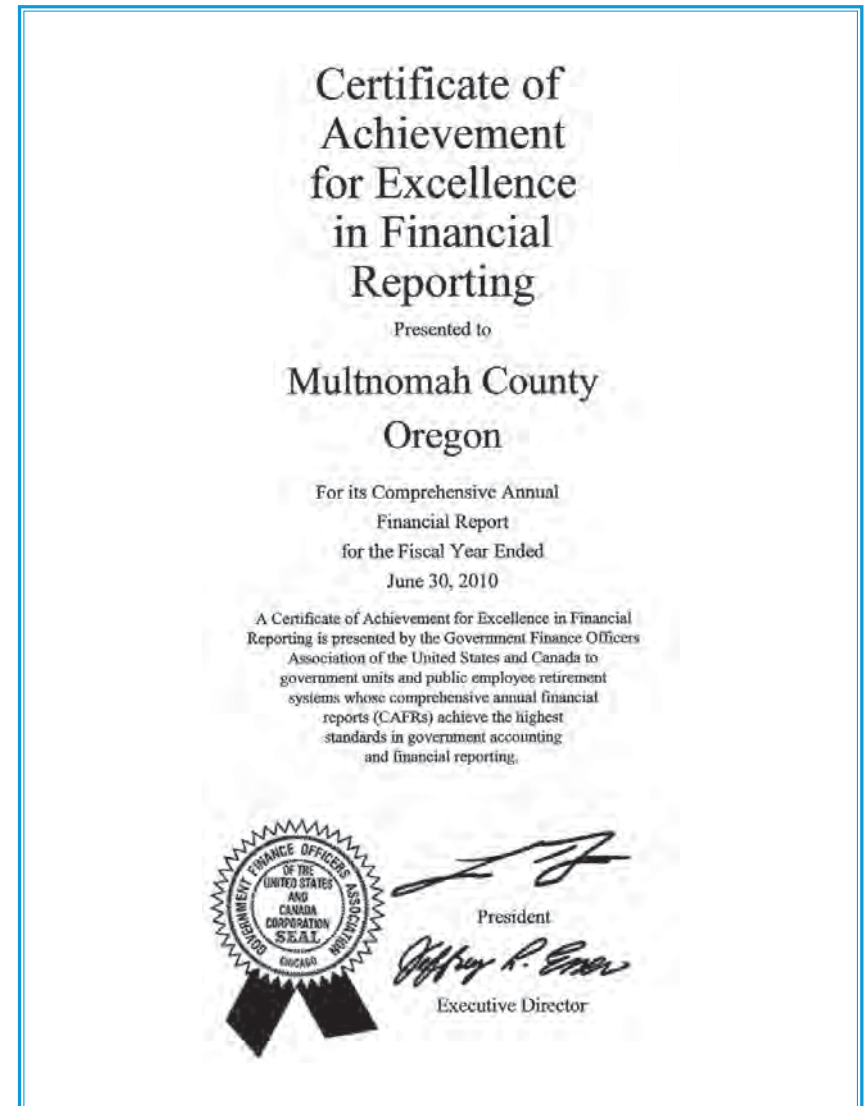 Certificate of
Achievement
for Excellence
in Financial
Reporting
Presented to
Multnomah County
Oregon
For its Comprehensive Annual
Financial Report
for the Fiscal Year Ended
June 30, 2010
A Certificate of Achievement for Excellence in Financial
Reporting is presented by the Government Finance Officers
Association of the United States and Canada to
government units and public employee retirement
systems whose comprehensive annual financial
reports (CAFRs) achieve the highest
standards in government accounting
and financial reporting.
GOVERNMENT FINANCE OFFICERS ASSOCIATION
OF THE
UNITED STATES
AND
CANADA
CORPORATION
SEAL
CHICAGO
President
Jeffrey R. Ener
Executive Director